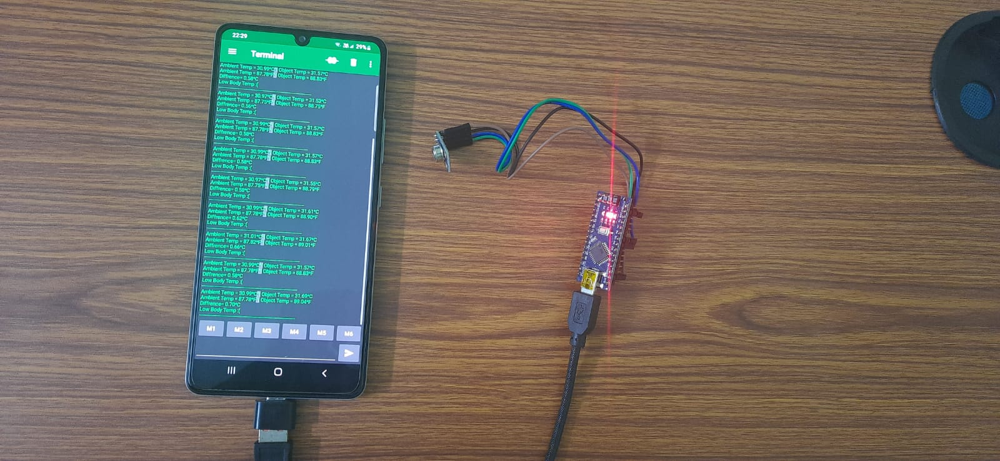 22:29
29%
Terminal
Ambient Temp = 30.99°C Object Temp = 31.57°C
Ambient Temp = 87.78°F Object Temp = 88.83°F
Diffrence= 0.58°C
Low Body Temp :(
Ambient Temp = 30.97°C Object Temp = 31.53°C
Ambient Temp = 87.75°F Object Temp = 88.75°F
Diffrence= 0.56°C
Low Body Temp :(
Ambient Temp = 30.99°C Object Temp = 31.57°C
Ambient Temp = 87.78°F Object Temp = 88.83°F
Diffrence= 0.58°C
Low Body Temp :(
Ambient Temp = 30.99°C Object Temp = 31.57°C
Ambient Temp = 87.78°F Object Temp = 88.83°F
Diffrence= 0.58°C
Low Body Temp :(
Ambient Temp = 30.97°C Object Temp = 31.55°C
Ambient Temp = 87.75°F Object Temp = 88.79°F
Diffrence= 0.58°C
Low Body Temp :(
Ambient Temp = 30.99°C Object Temp = 31.61°C
Ambient Temp = 87.78°F Object Temp = 88.90°F
Diffrence= 0.62°C
Low Body Temp :(
Ambient Temp = 31.01°C Object Temp = 31.67°C
Ambient Temp = 87.82°F Object Temp = 89.01°F
Diffrence= 0.66°C
Low Body Temp :(
Ambient Temp = 30.99°C Object Temp = 31.57°C
Ambient Temp = 87.78°F Object Temp = 88.83°F
Diffrence= 0.58°C
Low Body Temp :(
Ambient Temp = 30.99°C Object Temp = 31.69°C
Ambient Temp = 87.78°F Object Temp = 89.04°F
Diffrence= 0.70°C
Low Body Temp :(
M1 M2 M3 M4 M5 M6